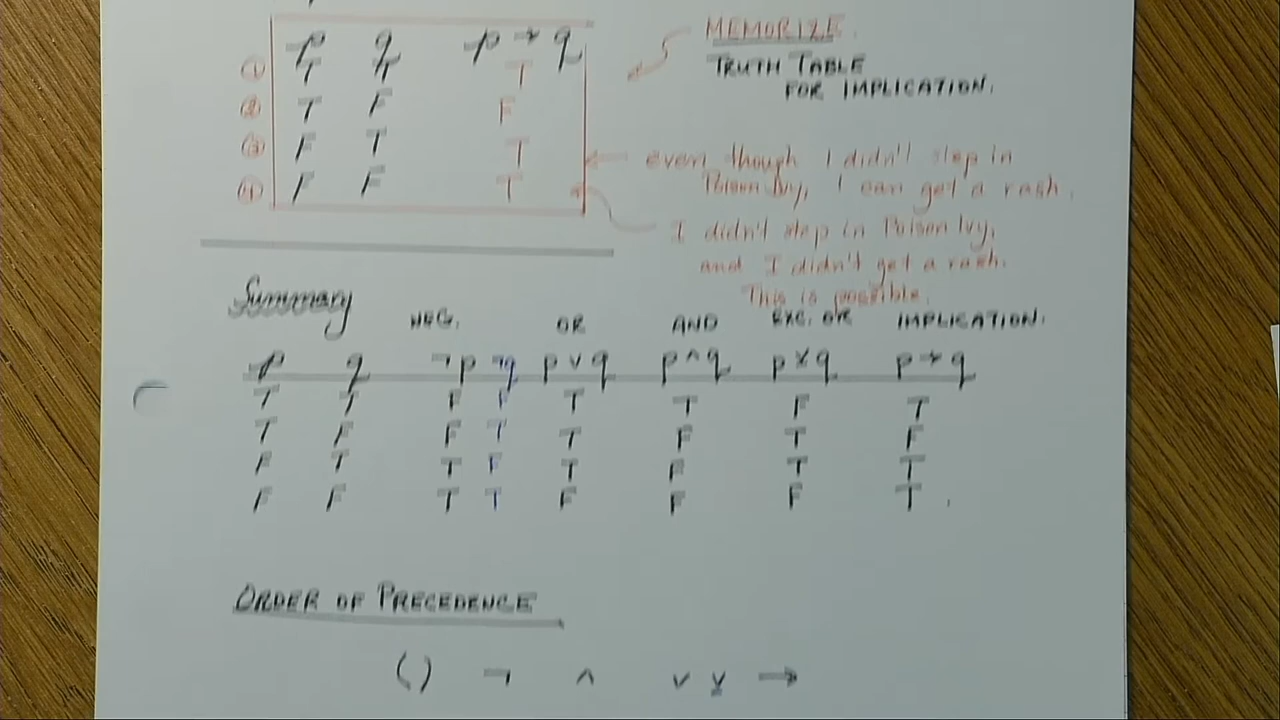 p q p → q
① T T T
② T F F
③ F T T
④ F F T
MEMORIZE.
TRUTH TABLE
FOR IMPLICATION.
even though I didn't step in
Poison Ivy, I can get a rash.
I didn't step in Poison Ivy,
and I didn't get a rash.
This is possible.
Summary
NEG. OR AND EXC. OR IMPLICATION.
p q ¬p ¬q p ∨ q p ∧ q p ⊻ q p → q
T T F F T T F T
T F F T T F T F
F T T F T F T T
F F T T F F F T
ORDER OF PRECEDENCE
( ) ¬ ∧ ∨ ⊻ →